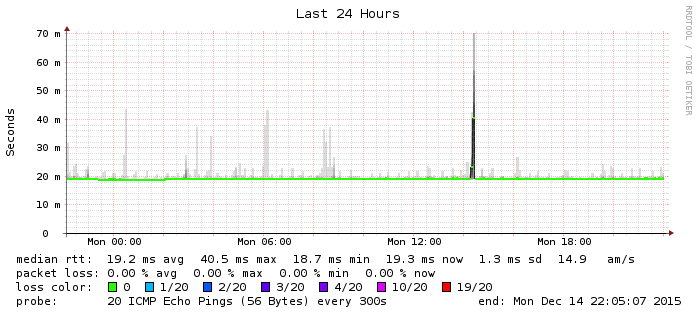 Last 24 Hours
RRDTOOL / TOBI OETIKER
Seconds
70 m
60 m
50 m
40 m
30 m
20 m
10 m
0
Mon 00:00 Mon 06:00 Mon 12:00 Mon 18:00
median rtt: 19.2 ms avg 40.5 ms max 18.7 ms min 19.3 ms now 1.3 ms sd 14.9 am/s
packet loss: 0.00 % avg 0.00 % max 0.00 % min 0.00 % now
loss color: 0 1/20 2/20 3/20 4/20 10/20 19/20
probe: 20 ICMP Echo Pings (56 Bytes) every 300s end: Mon Dec 14 22:05:07 2015